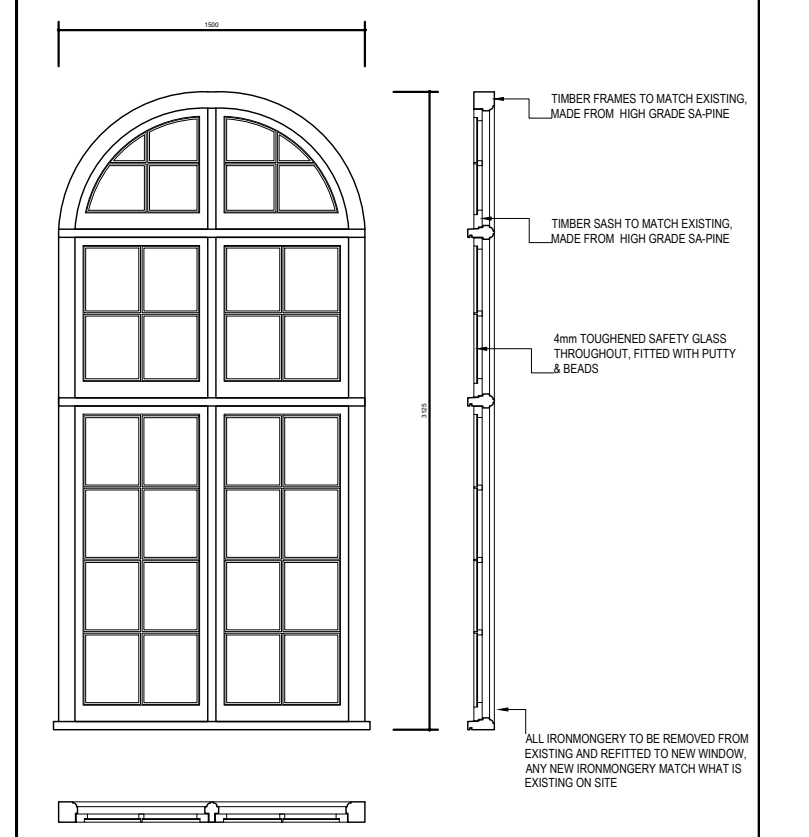 1500
TIMBER FRAMES TO MATCH EXISTING,
MADE FROM HIGH GRADE SA-PINE
TIMBER SASH TO MATCH EXISTING,
MADE FROM HIGH GRADE SA-PINE
4mm TOUGHENED SAFETY GLASS
THROUGHOUT, FITTED WITH PUTTY
& BEADS
3125
ALL IRONMONGERY TO BE REMOVED FROM
EXISTING AND REFITTED TO NEW WINDOW,
ANY NEW IRONMONGERY MATCH WHAT IS
EXISTING ON SITE